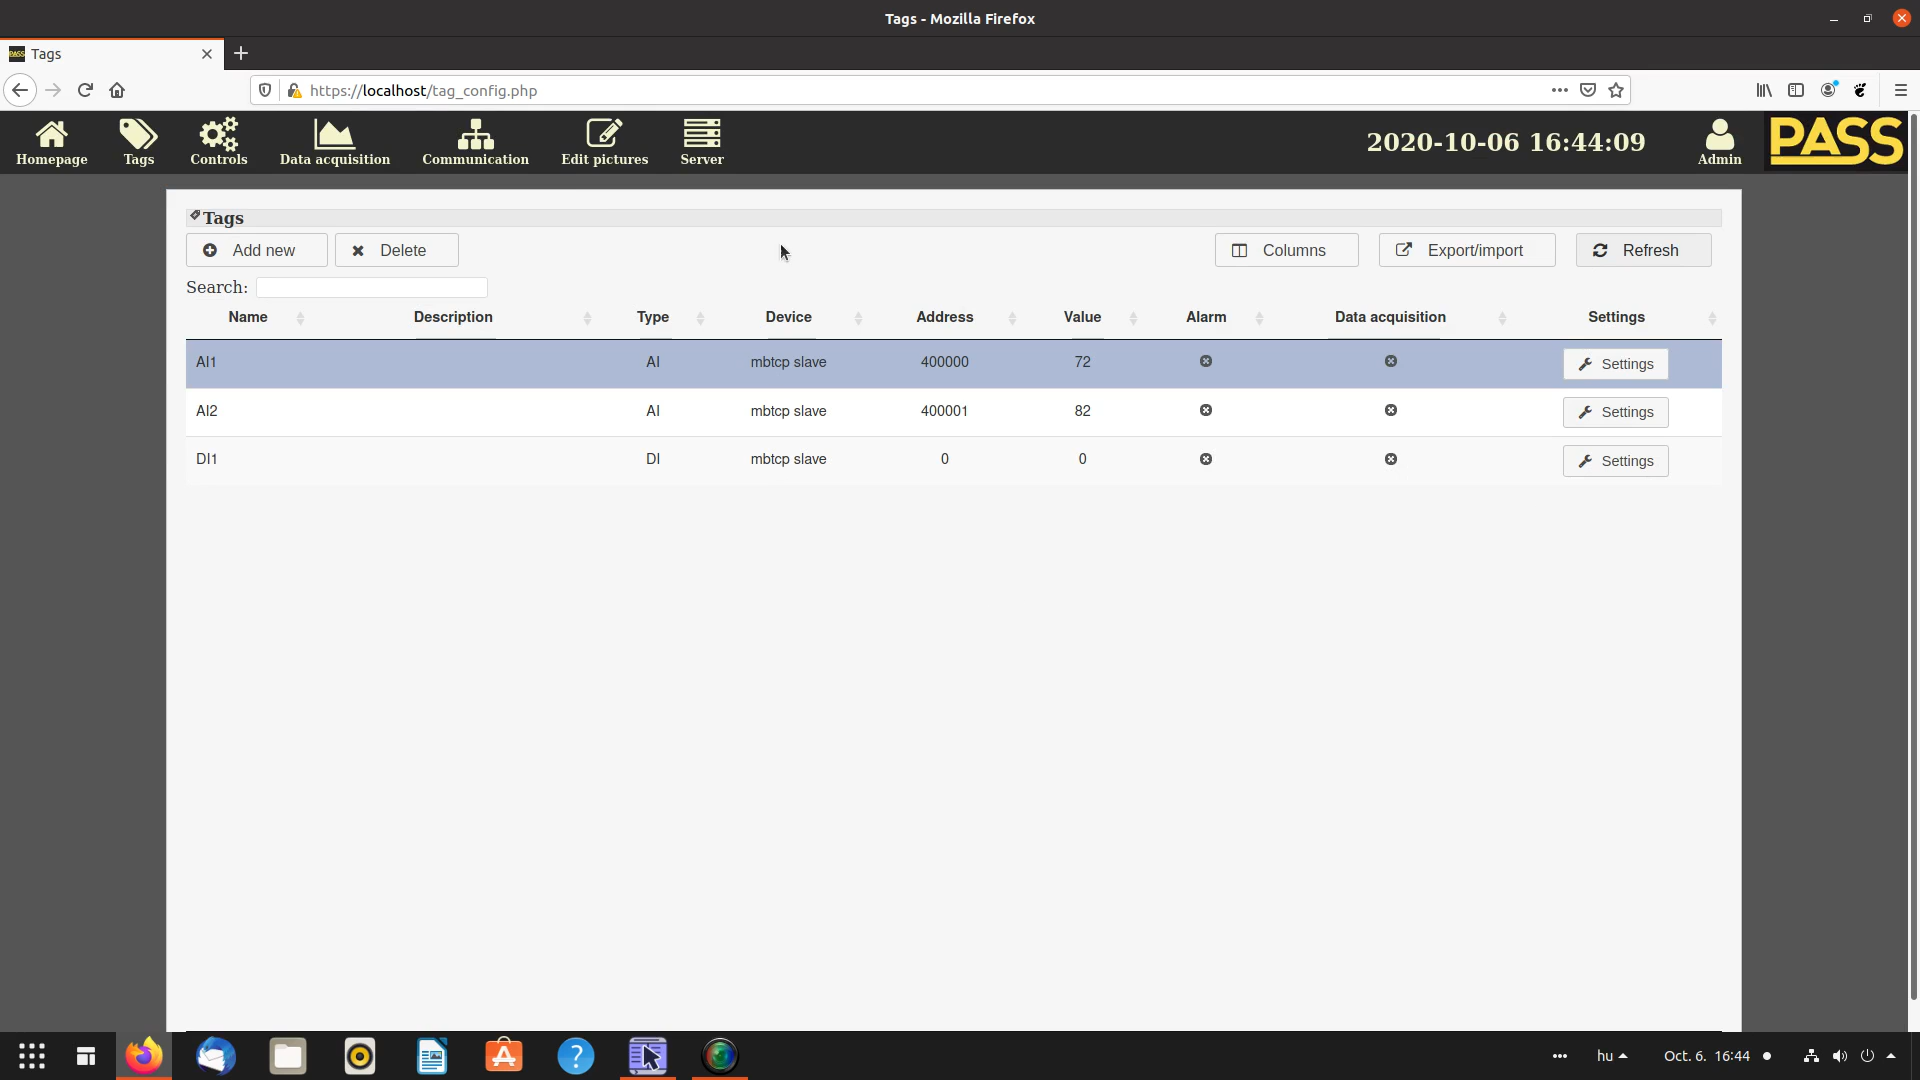 Tags - Mozilla Firefox
PASS Tags
https://localhost/tag_config.php
Homepage Tags Controls Data acquisition Communication Edit pictures Server 2020-10-06 16:44:09 Admin PASS
Tags
Add new Delete Columns Export/import Refresh
Search:
Name Description Type Device Address Value Alarm Data acquisition Settings
AI1 AI mbtcp slave 400000 72 Settings
AI2 AI mbtcp slave 400001 82 Settings
DI1 DI mbtcp slave 0 0 Settings
hu Oct. 6. 16:44